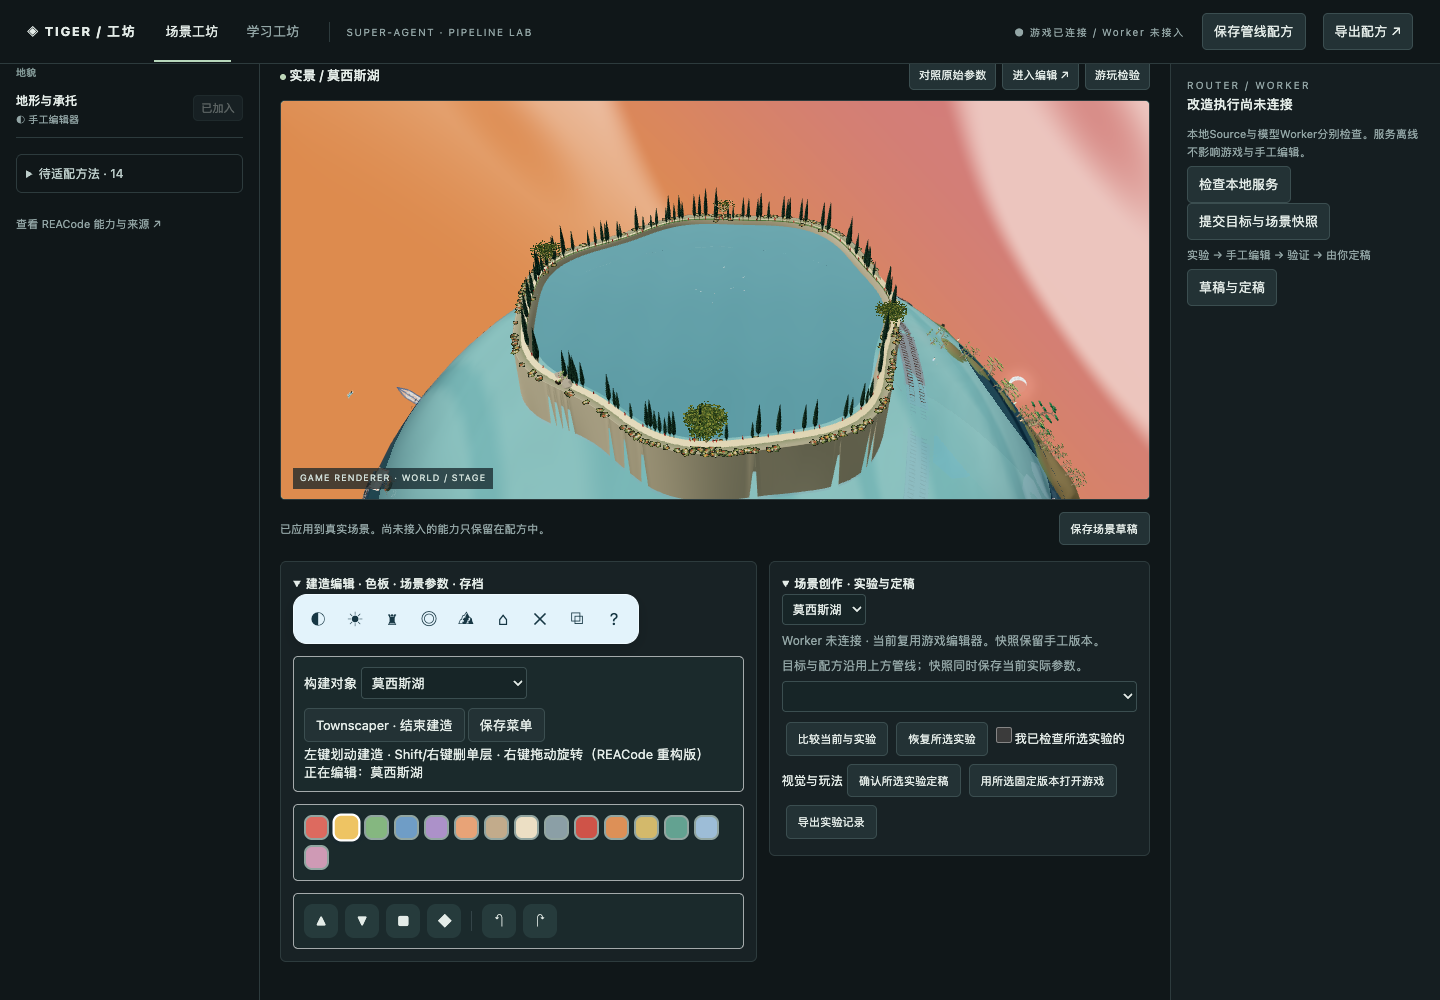 ◈ TIGER / 工坊
场景工坊
学习工坊
SUPER-AGENT · PIPELINE LAB
游戏已连接 / Worker 未接入
保存管线配方
导出配方 ↗
地貌
地形与承托
◐ 手工编辑器
已加入
▶ 待适配方法 · 14
查看 REACode 能力与来源 ↗
实景 / 莫西斯湖
对照原始参数
进入编辑 ↗
游玩检验
GAME RENDERER · WORLD / STAGE
已应用到真实场景。尚未接入的能力只保留在配方中。
保存场景草稿
▼ 建造编辑 · 色板 · 场景参数 · 存档
?
构建对象
莫西斯湖
Townscaper · 结束建造
保存菜单
左键划动建造 · Shift/右键删单层 · 右键拖动旋转（REACode 重构版）
正在编辑：莫西斯湖
▼ 场景创作 · 实验与定稿
莫西斯湖
Worker 未连接 · 当前复用游戏编辑器。快照保留手工版本。
目标与配方沿用上方管线；快照同时保存当前实际参数。
比较当前与实验
恢复所选实验
我已检查所选实验的
视觉与玩法
确认所选实验定稿
用所选固定版本打开游戏
导出实验记录
ROUTER / WORKER
改造执行尚未连接
本地Source与模型Worker分别检查。服务离线
不影响游戏与手工编辑。
检查本地服务
提交目标与场景快照
实验 → 手工编辑 → 验证 → 由你定稿
草稿与定稿